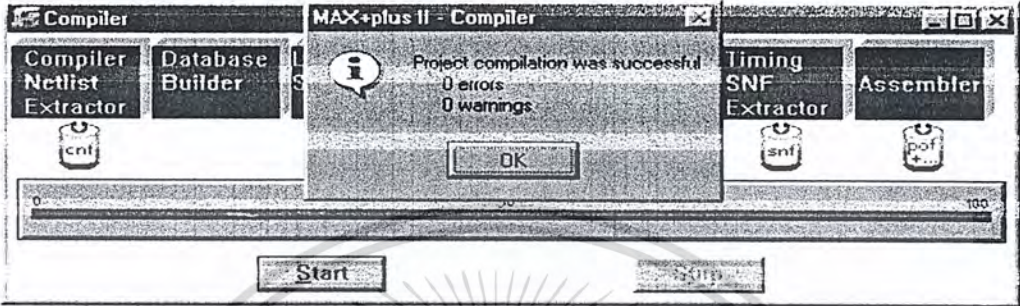 Compiler
MAX+plus II - Compiler
Compiler
Netlist
Extractor
Database
Builder
L
S
Project compilation was successful
0 errors
0 warnings
Timing
SNF
Extractor
Assembler
cnf
OK
snf
pof
+...
0
100
Start
Stop